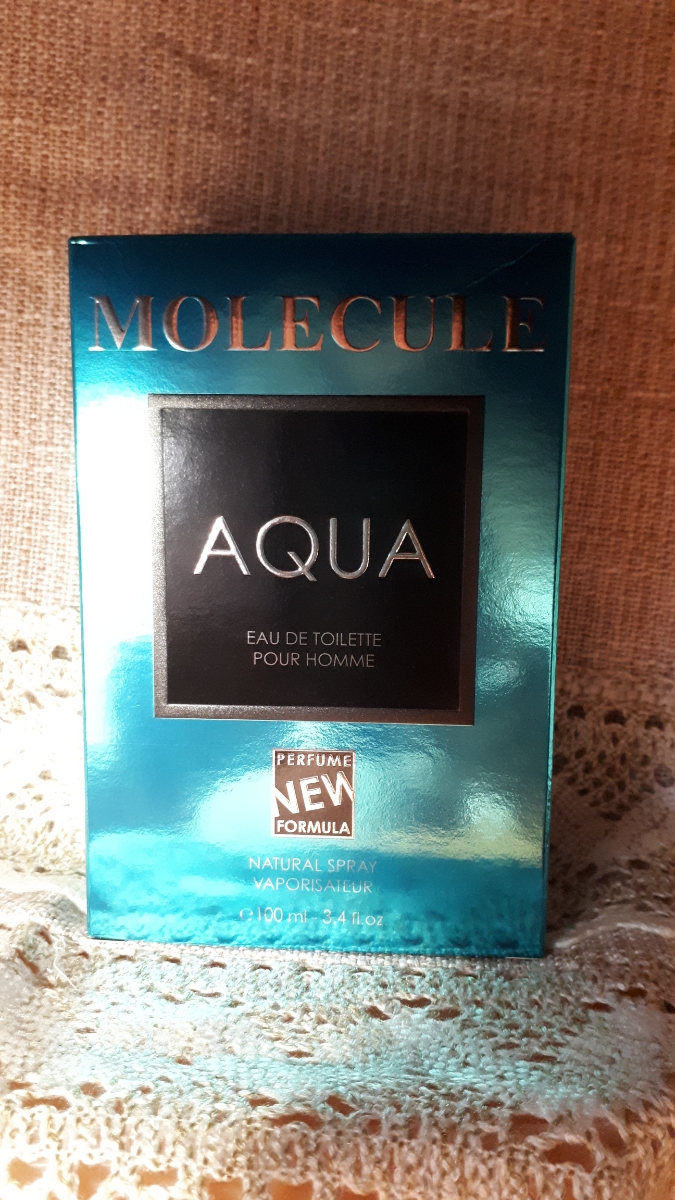 MOLECULE
AQUA
EAU DE TOILETTE
POUR HOMME
PERFUME
NEW
FORMULA
NATURAL SPRAY
VAPORISATEUR
℮ 100 ml - 3.4 fl.oz